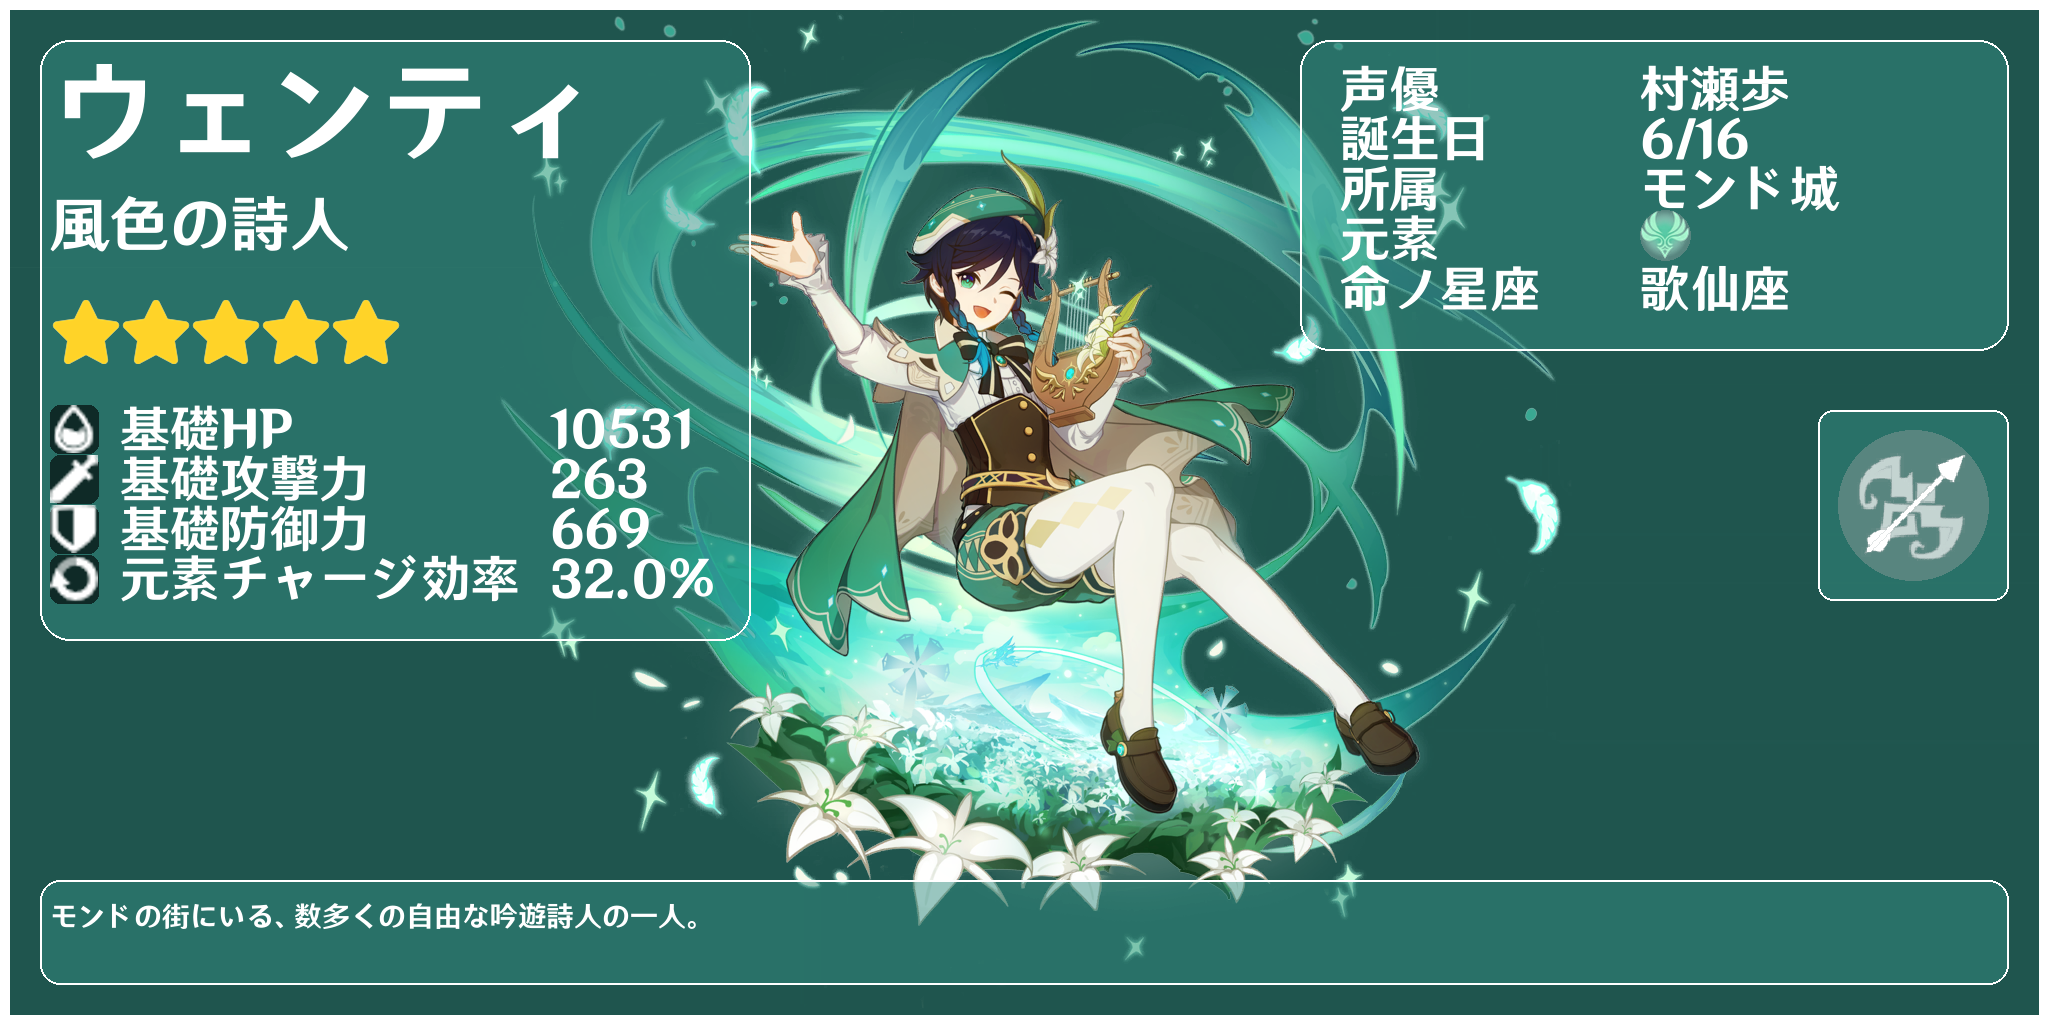 ウェンティ
風色の詩人
基礎HP 10531
基礎攻撃力 263
基礎防御力 669
元素チャージ効率 32.0%
声優 村瀬歩
誕生日 6/16
所属 モンド城
元素
命ノ星座 歌仙座
モンドの街にいる、数多くの自由な吟遊詩人の一人。